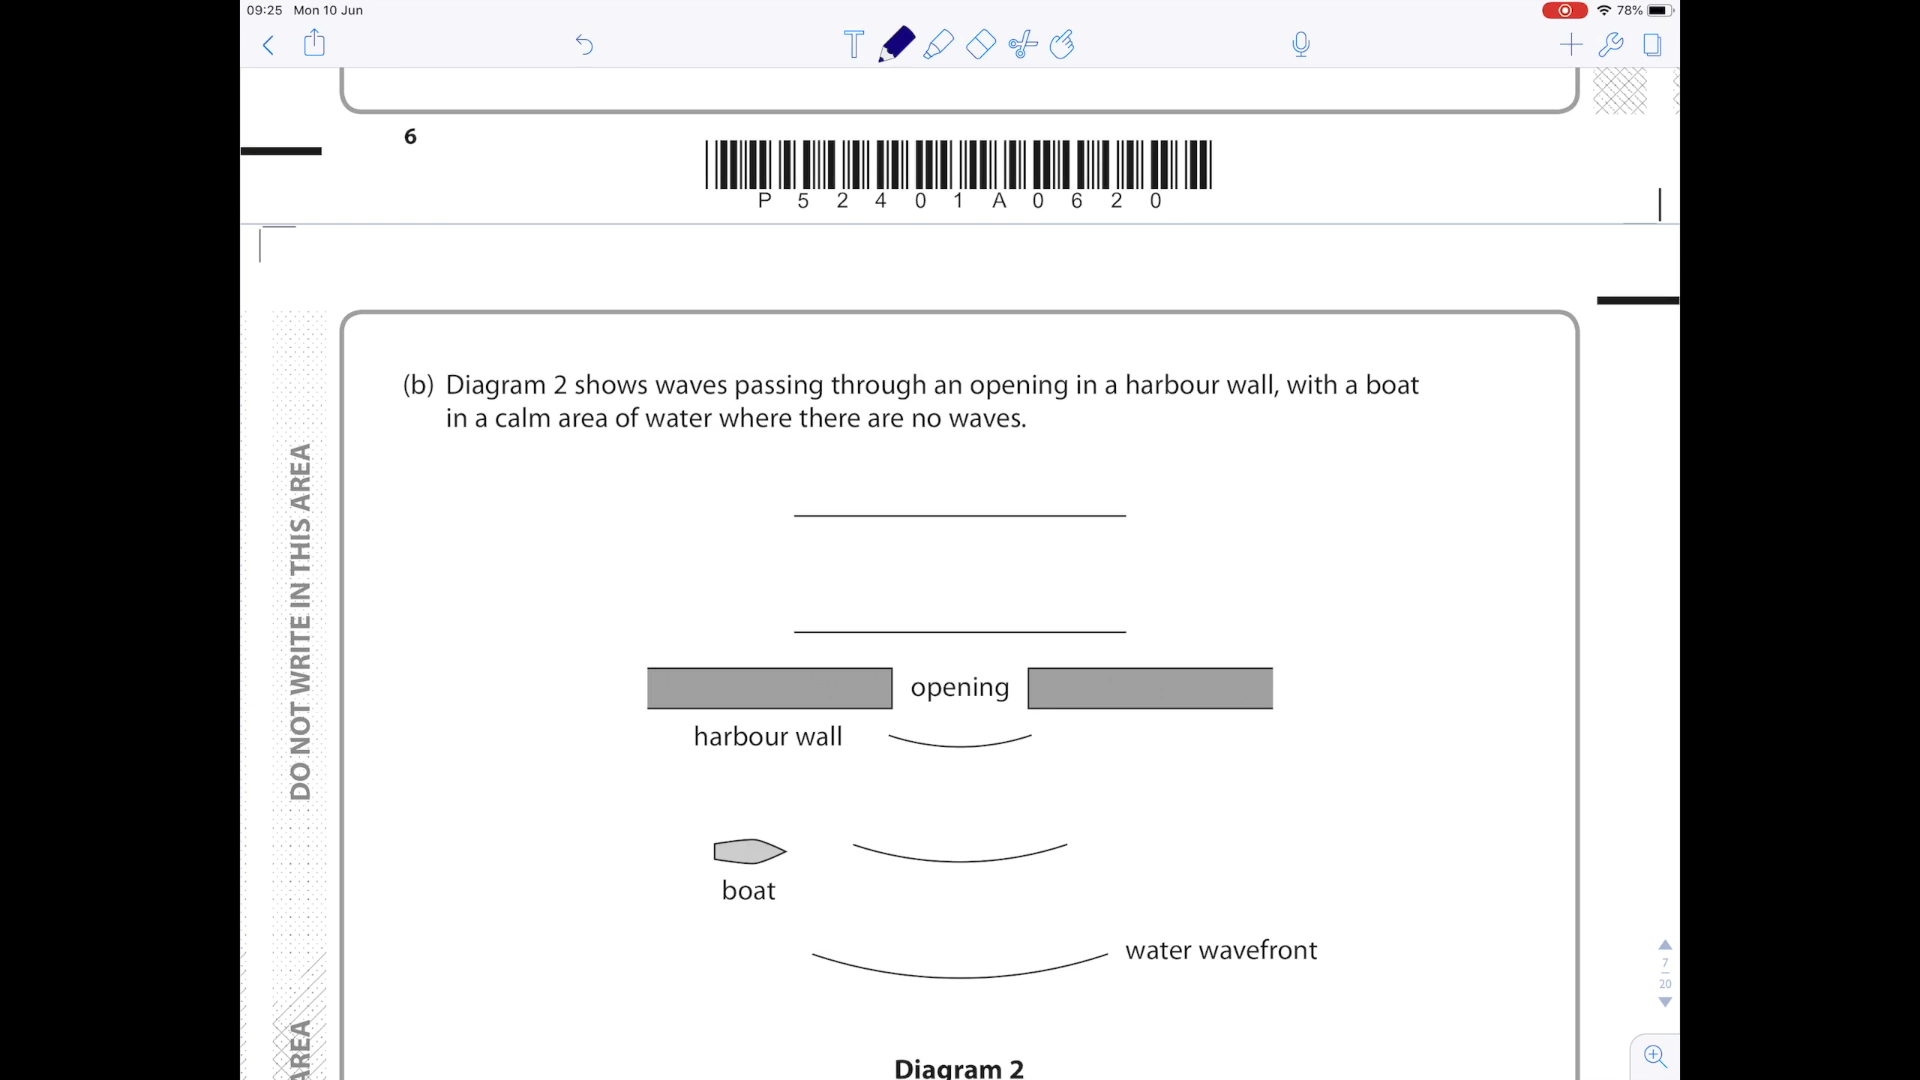 09:25 Mon 10 Jun
78%
T
6
P 5 2 4 0 1 A 0 6 2 0
DO NOT WRITE IN THIS AREA
(b) Diagram 2 shows waves passing through an opening in a harbour wall, with a boat
in a calm area of water where there are no waves.
opening
harbour wall
boat
water wavefront
7
20
AREA
Diagram 2